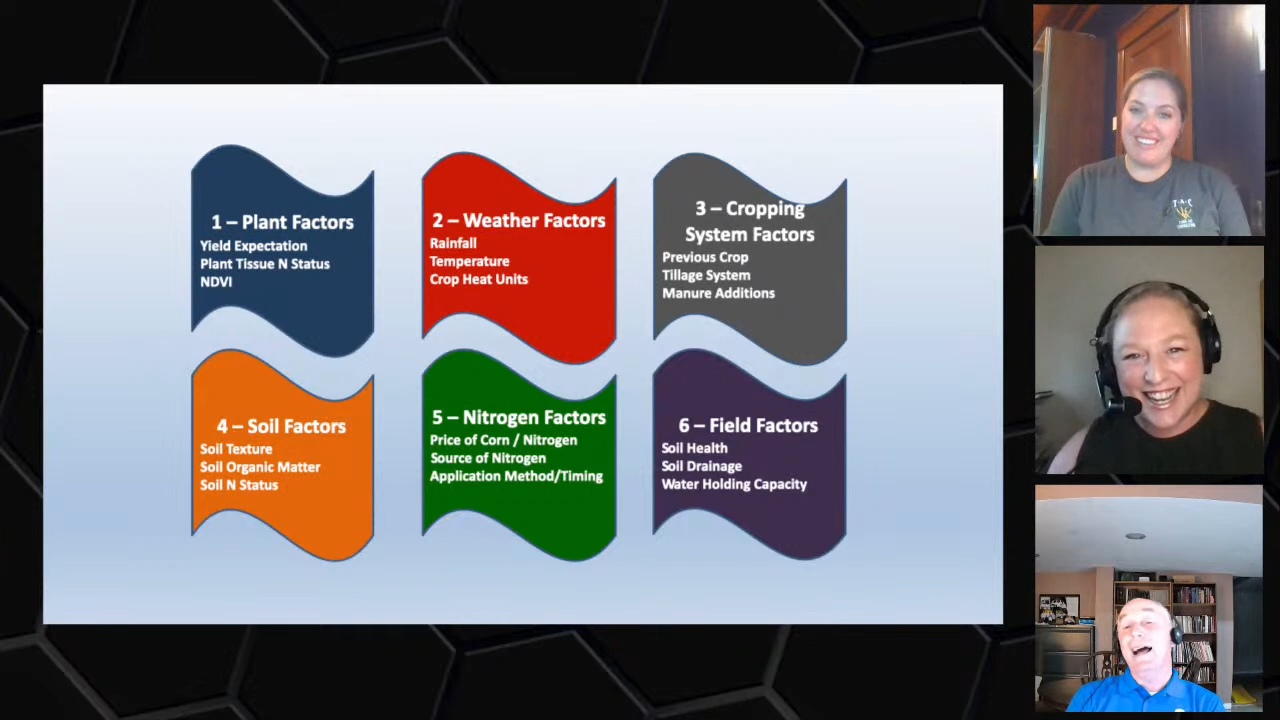 1 – Plant Factors
Yield Expectation
Plant Tissue N Status
NDVI
2 – Weather Factors
Rainfall
Temperature
Crop Heat Units
3 – Cropping
System Factors
Previous Crop
Tillage System
Manure Additions
4 – Soil Factors
Soil Texture
Soil Organic Matter
Soil N Status
5 – Nitrogen Factors
Price of Corn / Nitrogen
Source of Nitrogen
Application Method/Timing
6 – Field Factors
Soil Health
Soil Drainage
Water Holding Capacity